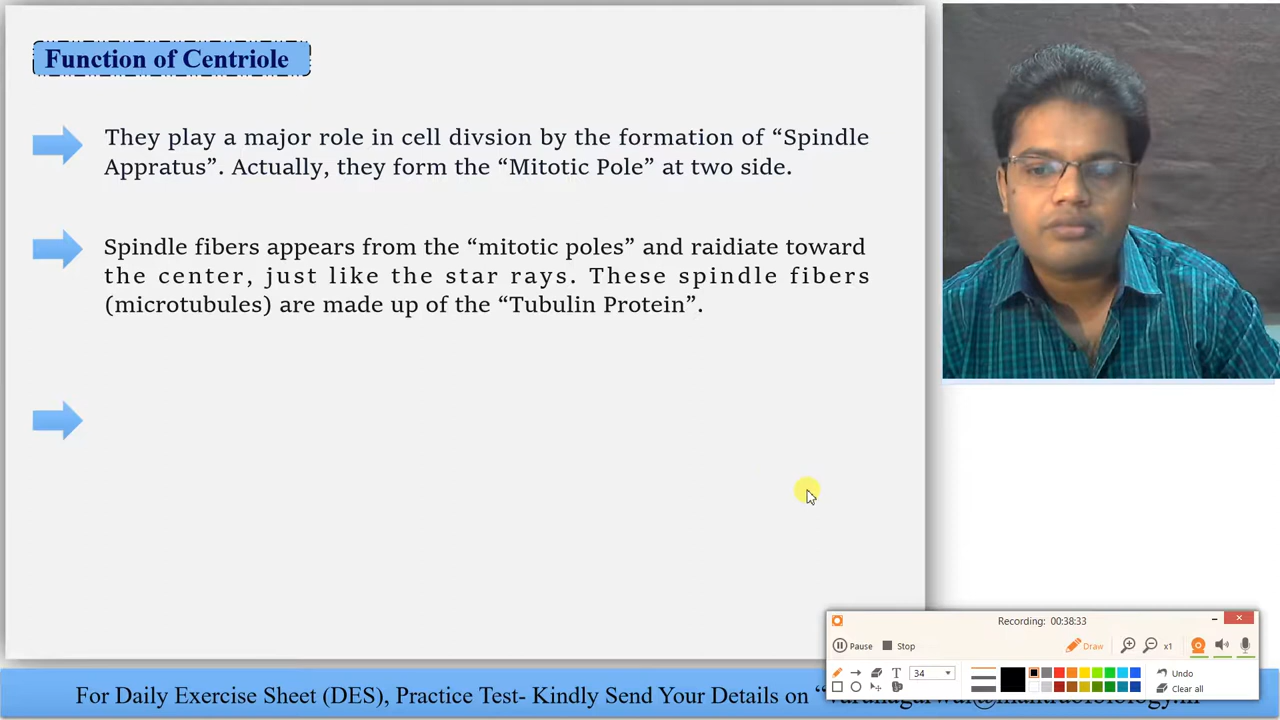 Function of Centriole
They play a major role in cell divsion by the formation of “Spindle
Appratus”. Actually, they form the “Mitotic Pole” at two side.
Spindle fibers appears from the “mitotic poles” and raidiate toward
the center, just like the star rays. These spindle fibers
(microtubules) are made up of the “Tubulin Protein”.
Recording: 00:38:33
Pause Stop Draw x1
T 34 Undo
Clear all
For Daily Exercise Sheet (DES), Practice Test- Kindly Send Your Details on